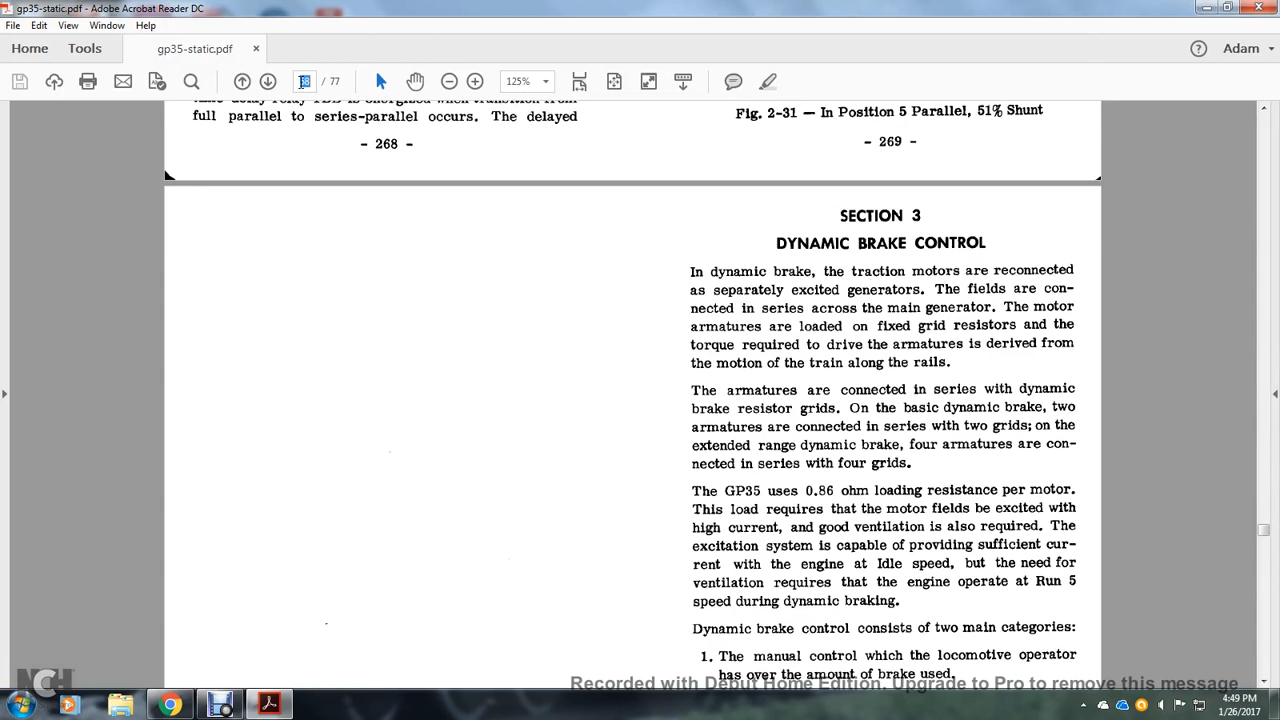 gp35-static.pdf - Adobe Acrobat Reader DC
File Edit View Window Help
Home Tools gp35-static.pdf × Adam
/ 77 125%
full parallel to series-parallel occurs. The delayed
- 268 -
Fig. 2-31 — In Position 5 Parallel, 51% Shunt
- 269 -
SECTION 3
DYNAMIC BRAKE CONTROL
In dynamic brake, the traction motors are reconnected
as separately excited generators. The fields are con-
nected in series across the main generator. The motor
armatures are loaded on fixed grid resistors and the
torque required to drive the armatures is derived from
the motion of the train along the rails.
The armatures are connected in series with dynamic
brake resistor grids. On the basic dynamic brake, two
armatures are connected in series with two grids; on the
extended range dynamic brake, four armatures are con-
nected in series with four grids.
The GP35 uses 0.86 ohm loading resistance per motor.
This load requires that the motor fields be excited with
high current, and good ventilation is also required. The
excitation system is capable of providing sufficient cur-
rent with the engine at Idle speed, but the need for
ventilation requires that the engine operate at Run 5
speed during dynamic braking.
Dynamic brake control consists of two main categories:
1. The manual control which the locomotive operator
has over the amount of brake used.
NCH
Recorded with Debut Home Edition. Upgrade to Pro to remove this message
4:49 PM
1/26/2017